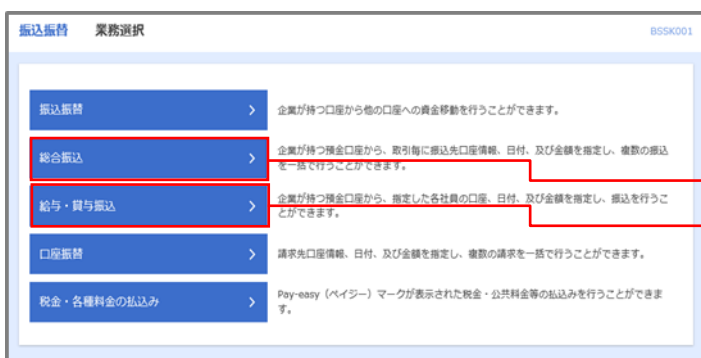 振込振替 業務選択 BSSK001
振込振替 > 企業が持つ口座から他の口座への資金移動を行うことができます。
総合振込 > 企業が持つ預金口座から、取引毎に振込先口座情報、日付、及び金額を指定し、複数の振込
を一括で行うことができます。
給与・賞与振込 > 企業が持つ預金口座から、指定した各社員の口座、日付、及び金額を指定し、振込を行うこ
とができます。
口座振替 > 請求先口座情報、日付、及び金額を指定し、複数の請求を一括で行うことができます。
税金・各種料金の払込み > Pay-easy（ペイジー）マークが表示された税金・公共料金等の払込みを行うことができま
す。